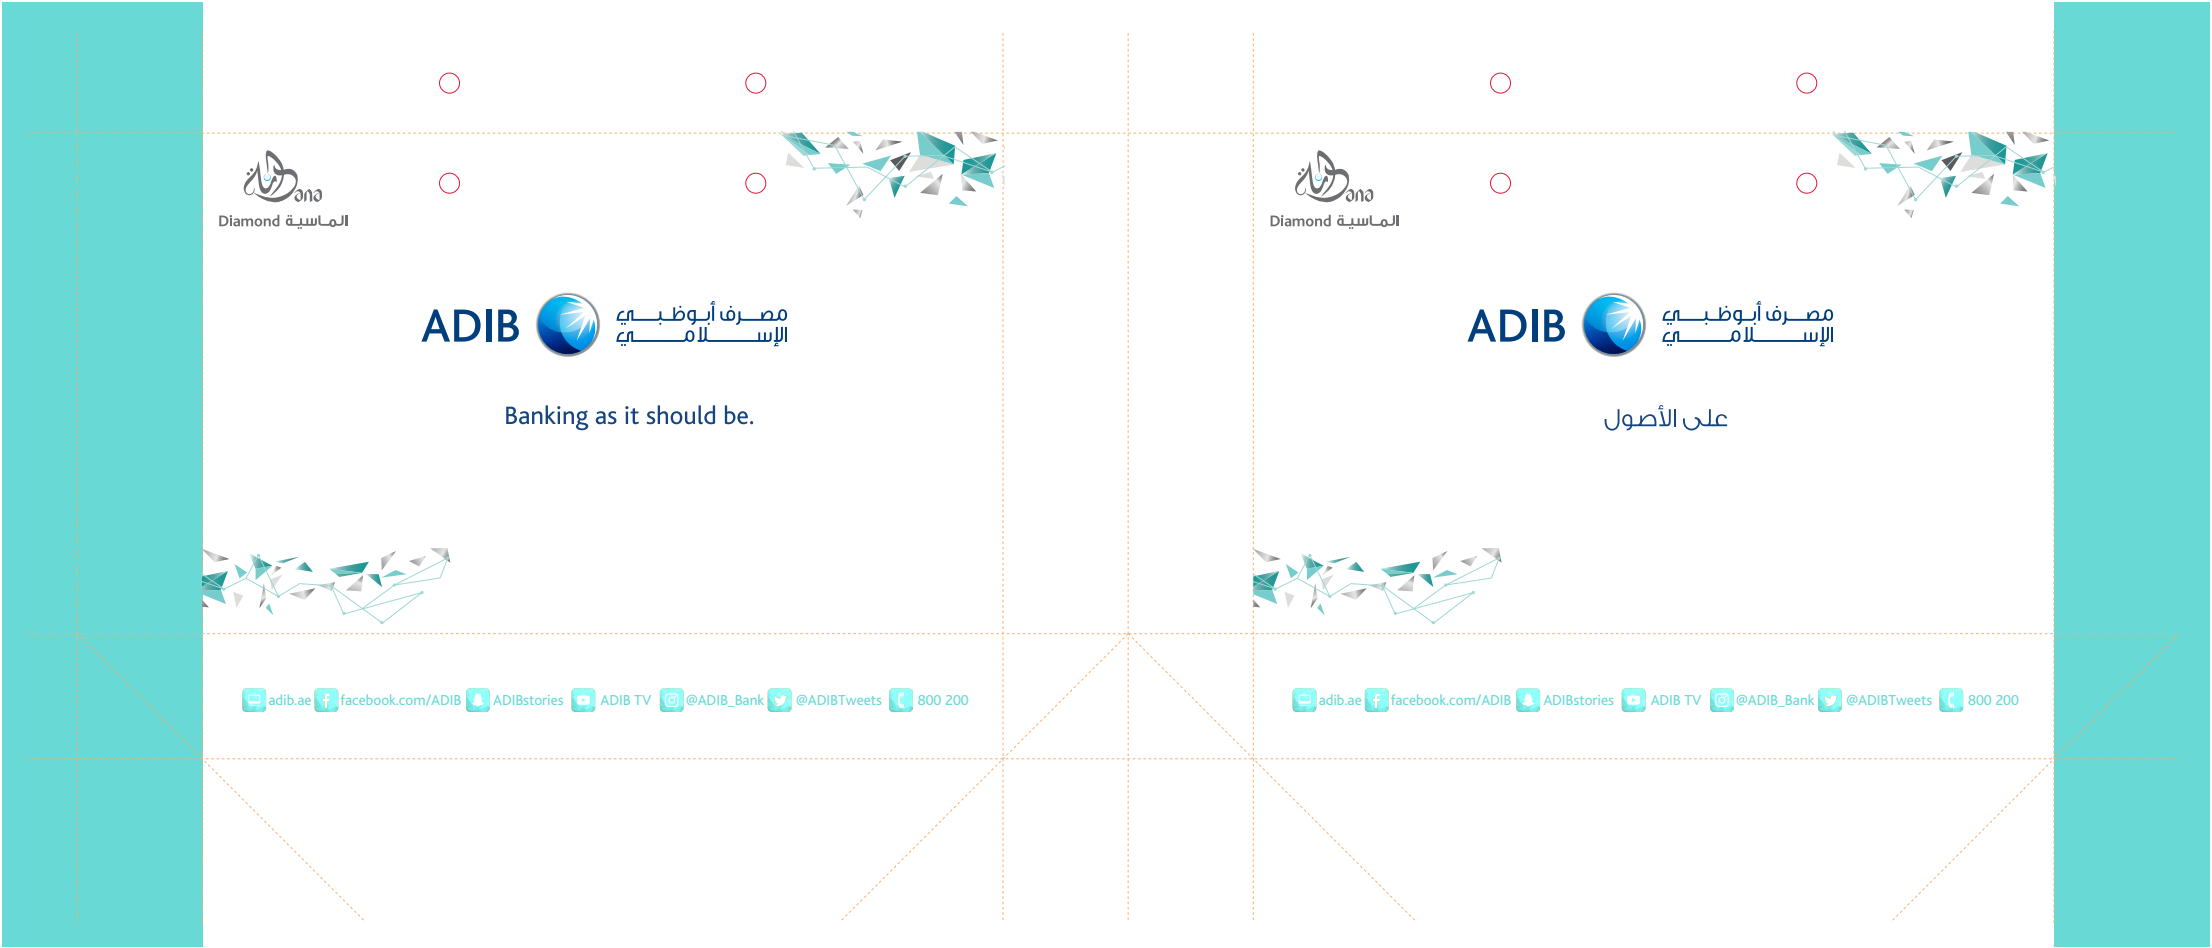 دانة Dana
Diamond الماسية
ADIB مصرف أبوظبي
الإسلامي
Banking as it should be.
adib.ae facebook.com/ADIB ADIBstories ADIB TV @ADIB_Bank @ADIBTweets 800 200
دانة Dana
Diamond الماسية
ADIB مصرف أبوظبي
الإسلامي
على الأصول
adib.ae facebook.com/ADIB ADIBstories ADIB TV @ADIB_Bank @ADIBTweets 800 200